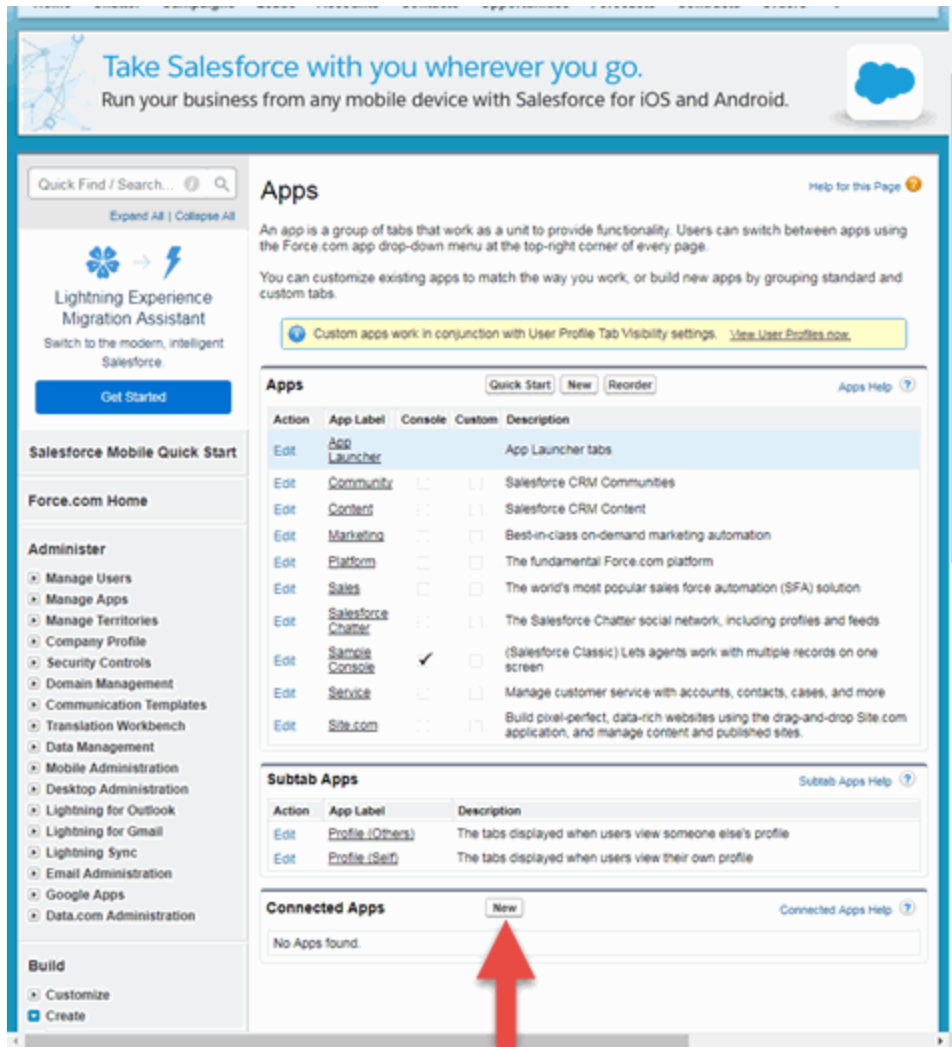 Take Salesforce with you wherever you go.
Run your business from any mobile device with Salesforce for iOS and Android.
Quick Find / Search...
Expand All | Collapse All
Lightning Experience
Migration Assistant
Switch to the modern, intelligent
Salesforce.
Get Started
Salesforce Mobile Quick Start
Force.com Home
Administer
Manage Users
Manage Apps
Manage Territories
Company Profile
Security Controls
Domain Management
Communication Templates
Translation Workbench
Data Management
Mobile Administration
Desktop Administration
Lightning for Outlook
Lightning for Gmail
Lightning Sync
Email Administration
Google Apps
Data.com Administration
Build
Customize
Create
Apps
Help for this Page ?
An app is a group of tabs that work as a unit to provide functionality. Users can switch between apps using
the Force.com app drop-down menu at the top-right corner of every page.
You can customize existing apps to match the way you work, or build new apps by grouping standard and
custom tabs.
Custom apps work in conjunction with User Profile Tab Visibility settings. View User Profiles now.
Apps Quick Start New Reorder Apps Help ?
Action App Label Console Custom Description
Edit App Launcher App Launcher tabs
Edit Community Salesforce CRM Communities
Edit Content Salesforce CRM Content
Edit Marketing Best-in-class on-demand marketing automation
Edit Platform The fundamental Force.com platform
Edit Sales The world's most popular sales force automation (SFA) solution
Edit Salesforce Chatter The Salesforce Chatter social network, including profiles and feeds
Edit Sample Console ✓ (Salesforce Classic) Lets agents work with multiple records on one
screen
Edit Service Manage customer service with accounts, contacts, cases, and more
Edit Site.com Build pixel-perfect, data-rich websites using the drag-and-drop Site.com
application, and manage content and published sites.
Subtab Apps Subtab Apps Help ?
Action App Label Description
Edit Profile (Others) The tabs displayed when users view someone else's profile
Edit Profile (Self) The tabs displayed when users view their own profile
Connected Apps New Connected Apps Help ?
No Apps found.